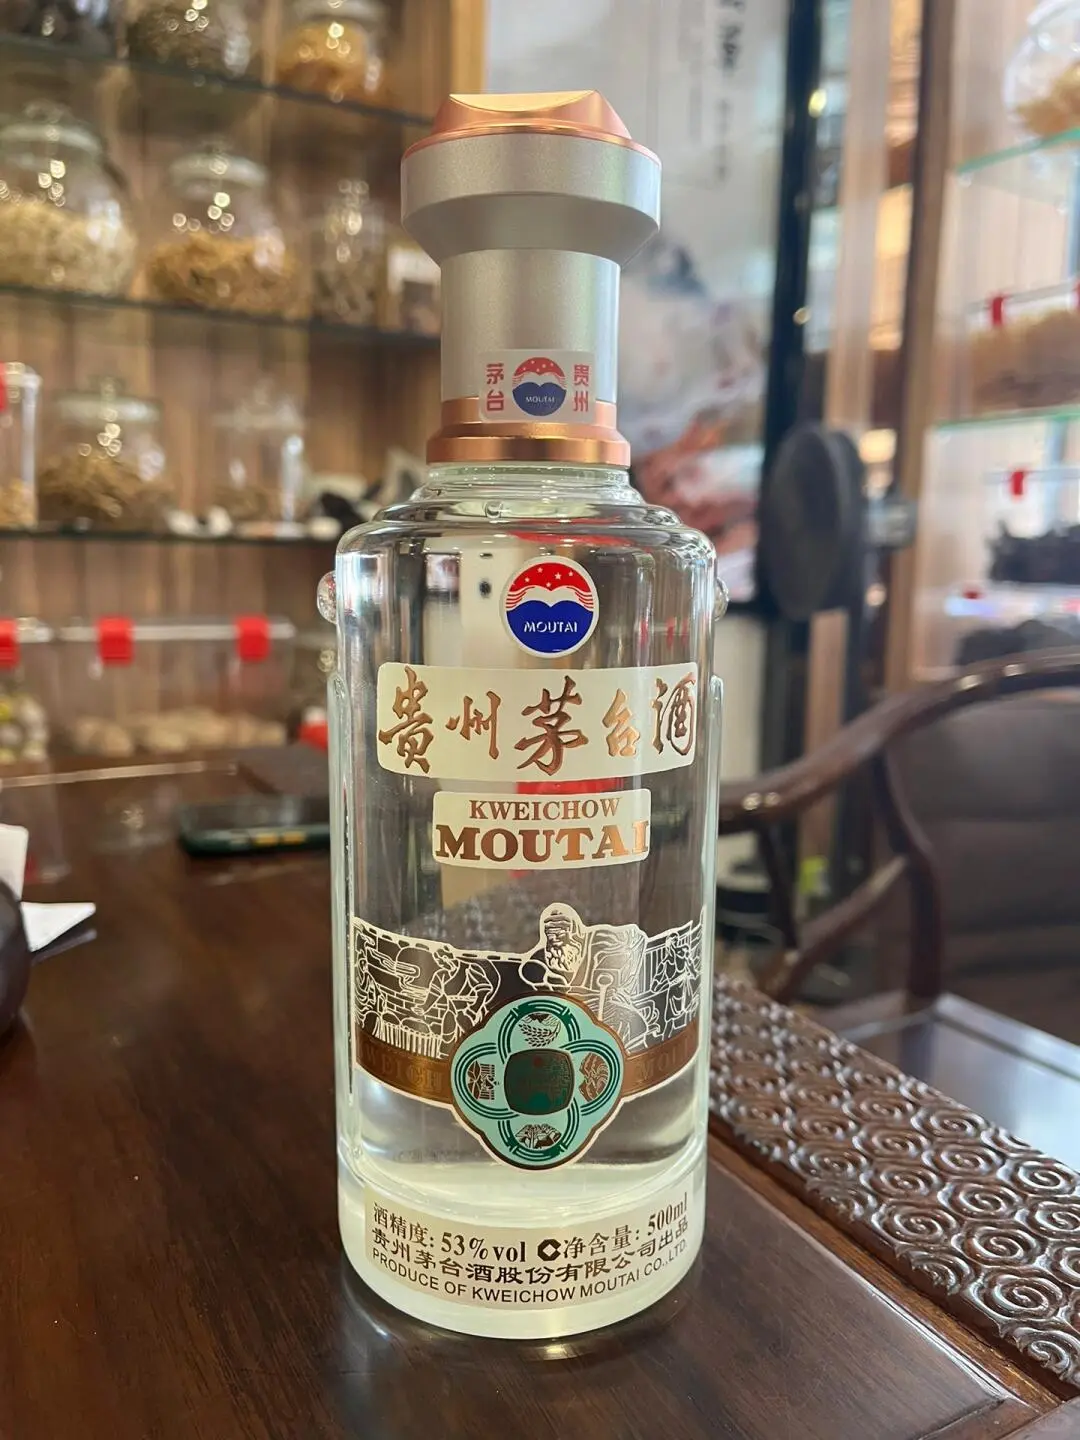 茅台 MOUTAI 贵州
MOUTAI
貴州茅台酒
KWEICHOW
MOUTAI
酒精度: 53%vol 净含量: 500ml
贵州茅台酒股份有限公司出品
PRODUCE OF KWEICHOW MOUTAI CO.,LTD.